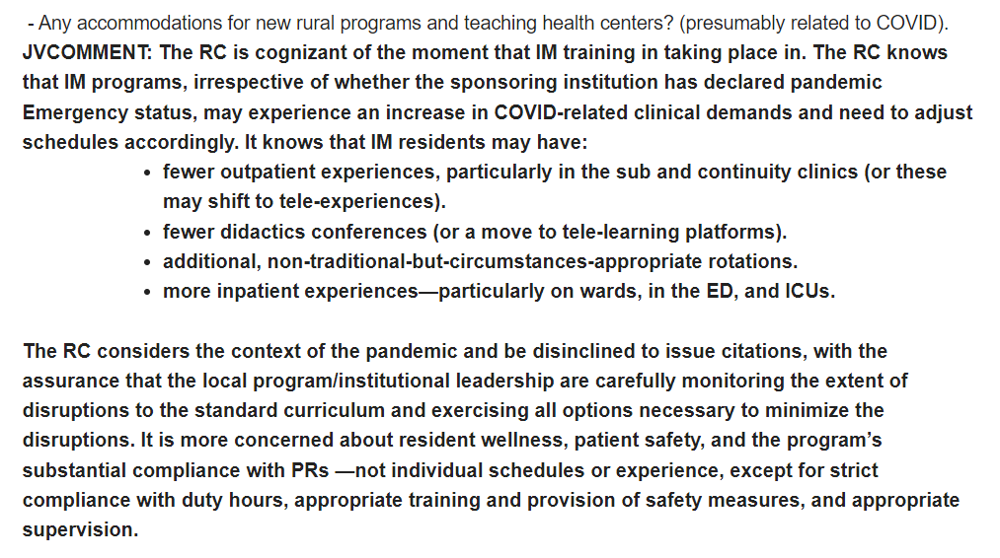 - Any accommodations for new rural programs and teaching health centers? (presumably related to COVID).
JVCOMMENT: The RC is cognizant of the moment that IM training in taking place in. The RC knows
that IM programs, irrespective of whether the sponsoring institution has declared pandemic
Emergency status, may experience an increase in COVID-related clinical demands and need to adjust
schedules accordingly. It knows that IM residents may have:
• fewer outpatient experiences, particularly in the sub and continuity clinics (or these
may shift to tele-experiences).
• fewer didactics conferences (or a move to tele-learning platforms).
• additional, non-traditional-but-circumstances-appropriate rotations.
• more inpatient experiences—particularly on wards, in the ED, and ICUs.
The RC considers the context of the pandemic and be disinclined to issue citations, with the
assurance that the local program/institutional leadership are carefully monitoring the extent of
disruptions to the standard curriculum and exercising all options necessary to minimize the
disruptions. It is more concerned about resident wellness, patient safety, and the program’s
substantial compliance with PRs —not individual schedules or experience, except for strict
compliance with duty hours, appropriate training and provision of safety measures, and appropriate
supervision.